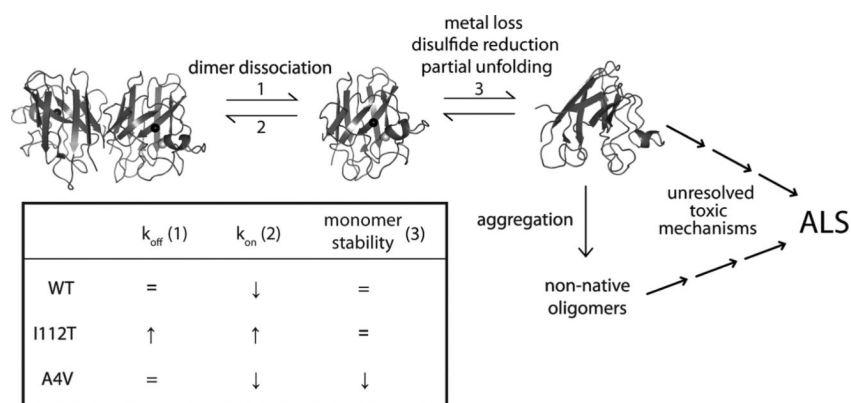 metal loss
disulfide reduction
partial unfolding
dimer dissociation
1
2
3
aggregation
unresolved
toxic
mechanisms
ALS
non-native
oligomers
k_off (1) k_on (2) monomer stability (3)
WT = ↓ =
I112T ↑ ↑ =
A4V = ↓ ↓